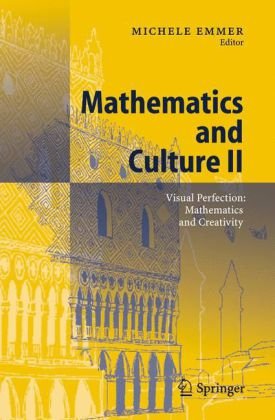 MICHELE EMMER
Editor
Mathematics
and
Culture II
Visual Perfection:
Mathematics
and Creativity
Springer